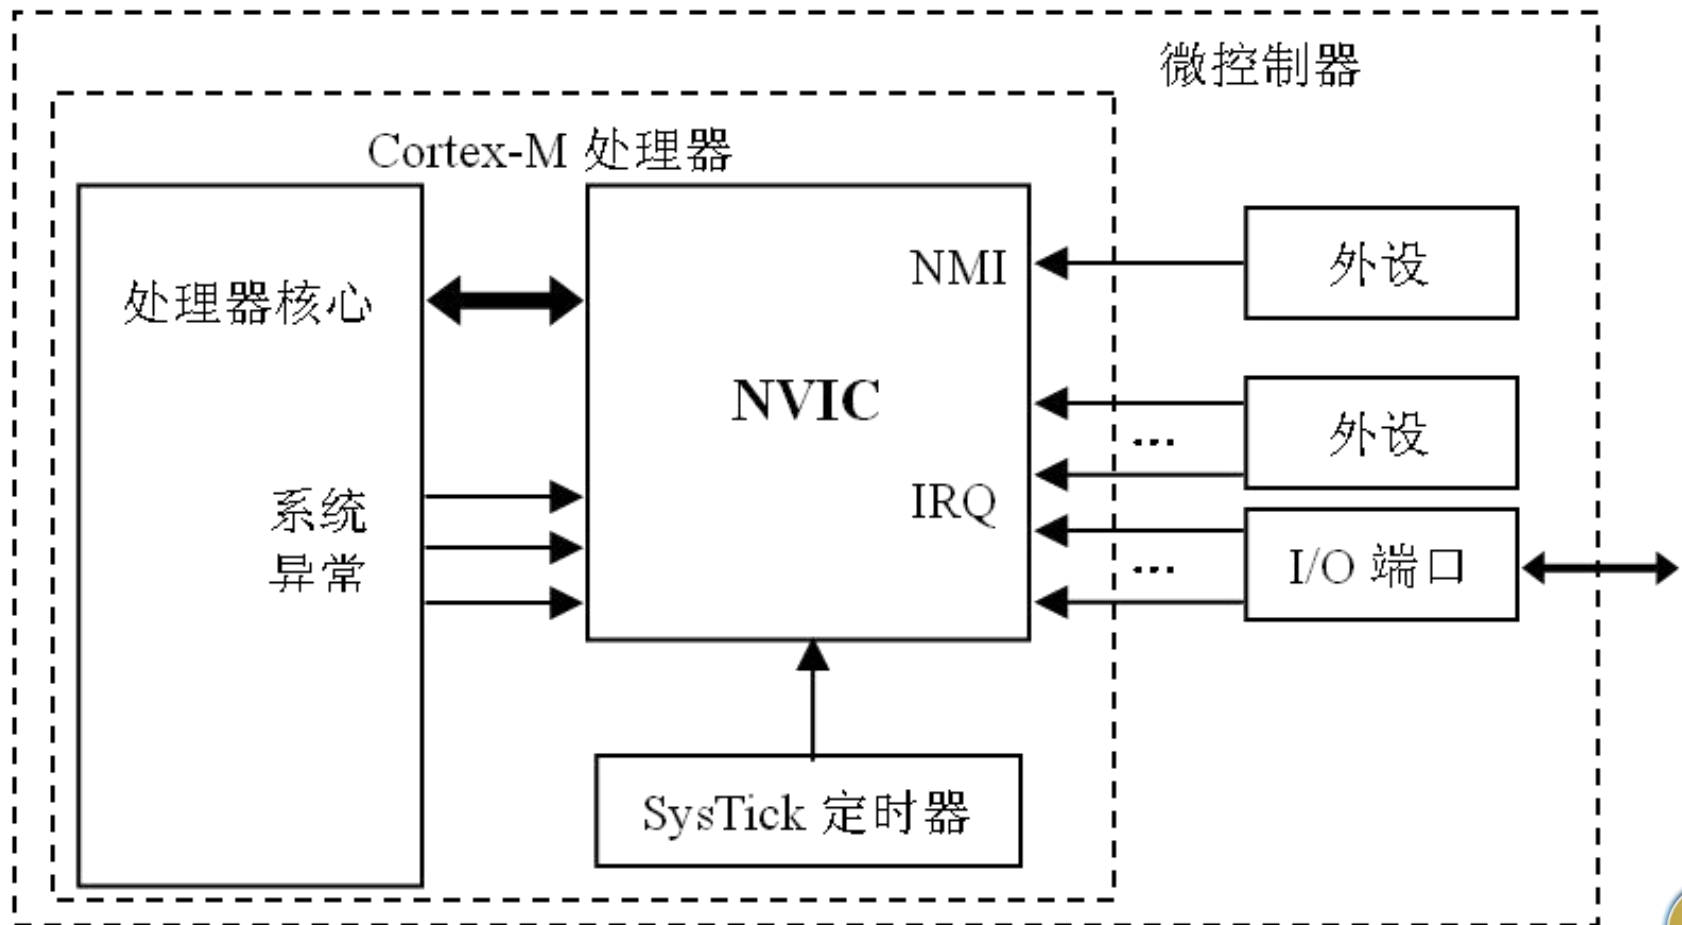 微控制器
Cortex-M 处理器
处理器核心
NMI
外设
NVIC
外设
系统
异常
IRQ
...
...
I/O 端口
SysTick 定时器